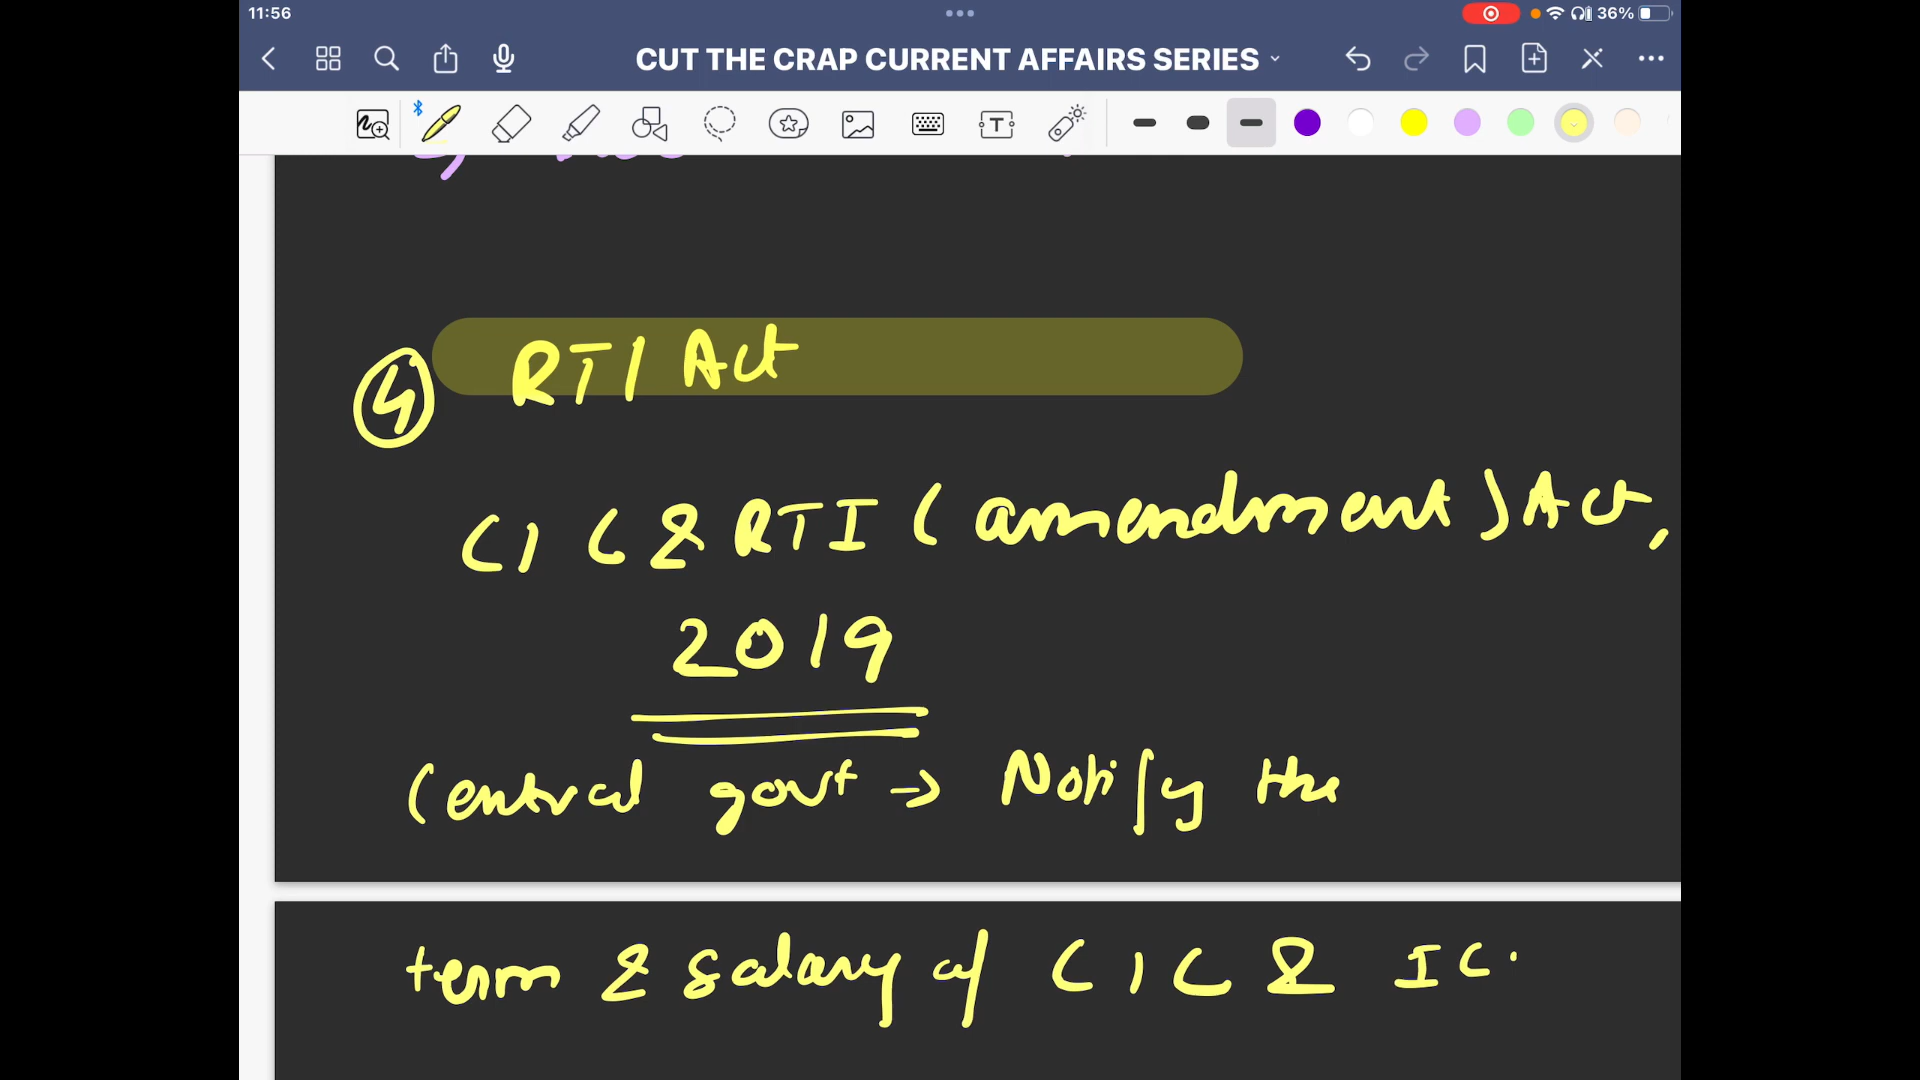 11:56
36%
CUT THE CRAP CURRENT AFFAIRS SERIES
4 RTI Act
CIC & RTI (amendment) Act,
2019
Central govt → Notify the
term & salary of CIC & IC.